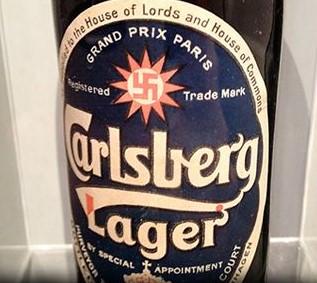 to the House of Lords and House of Commons
GRAND PRIX PARIS
Registered Trade Mark
Carlsberg
Lager
BY SPECIAL APPOINTMENT
PURVEYOR
COURT